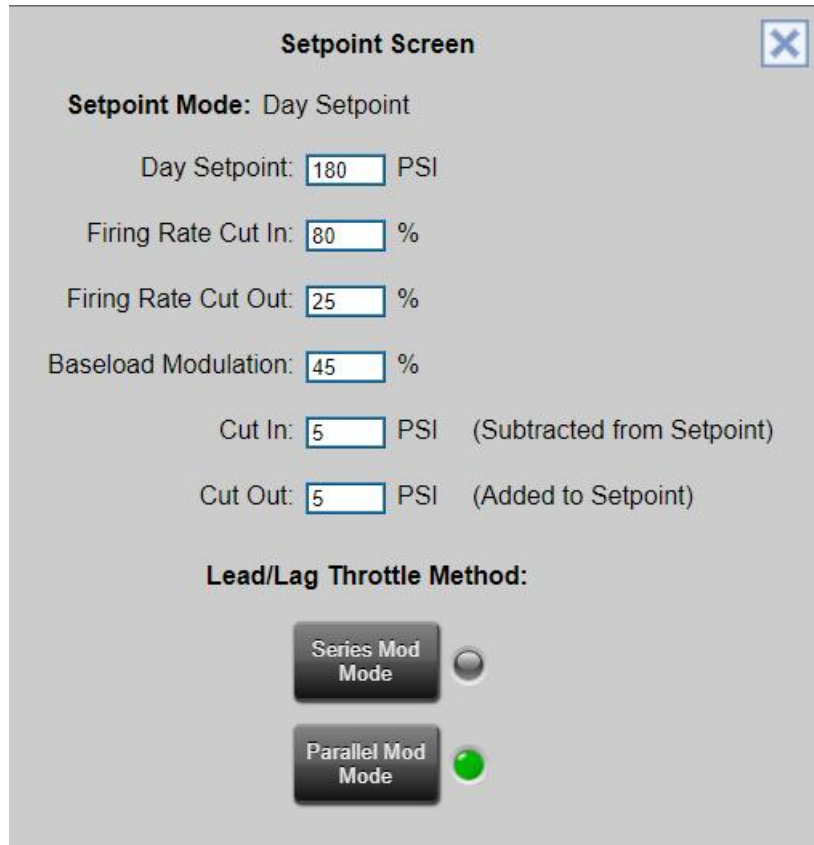 Setpoint Screen
Setpoint Mode: Day Setpoint
Day Setpoint: 180 PSI
Firing Rate Cut In: 80 %
Firing Rate Cut Out: 25 %
Baseload Modulation: 45 %
Cut In: 5 PSI (Subtracted from Setpoint)
Cut Out: 5 PSI (Added to Setpoint)
Lead/Lag Throttle Method:
Series Mod
Mode
Parallel Mod
Mode